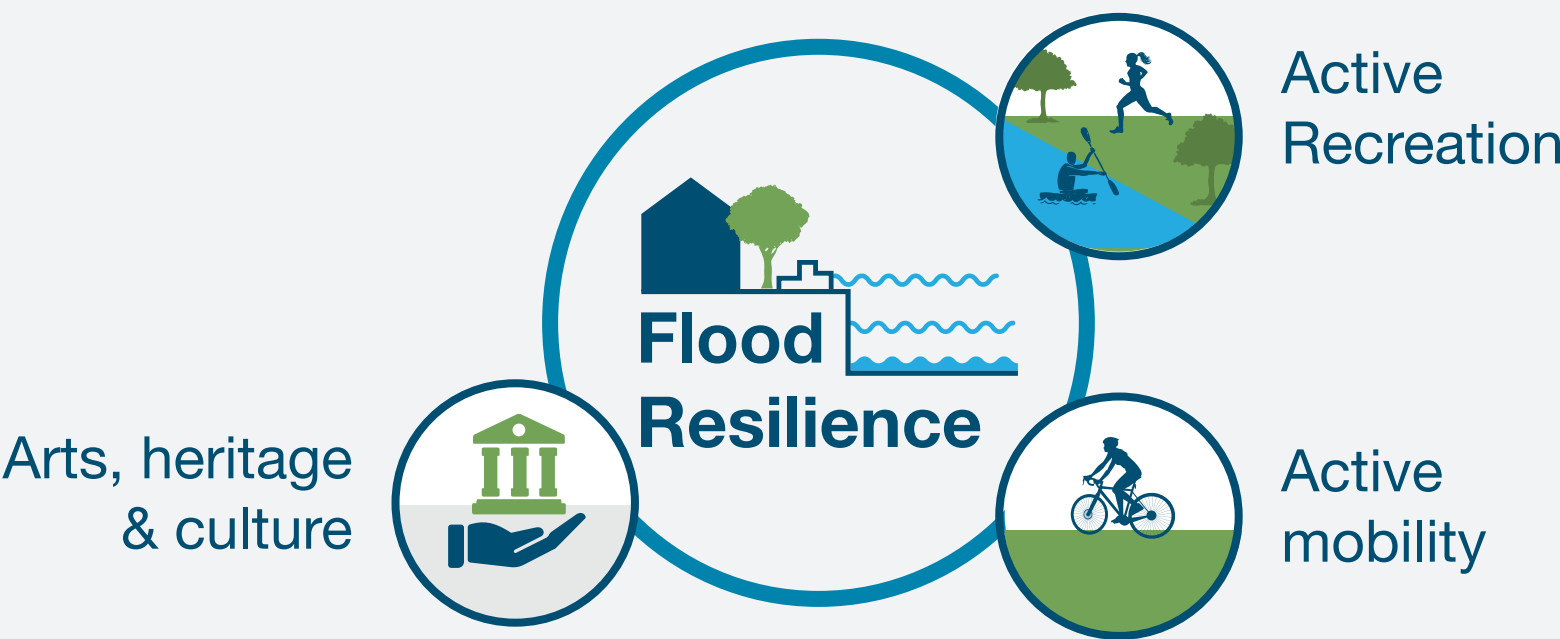 Active
Recreation
Flood
Resilience
Arts, heritage
& culture
Active
mobility